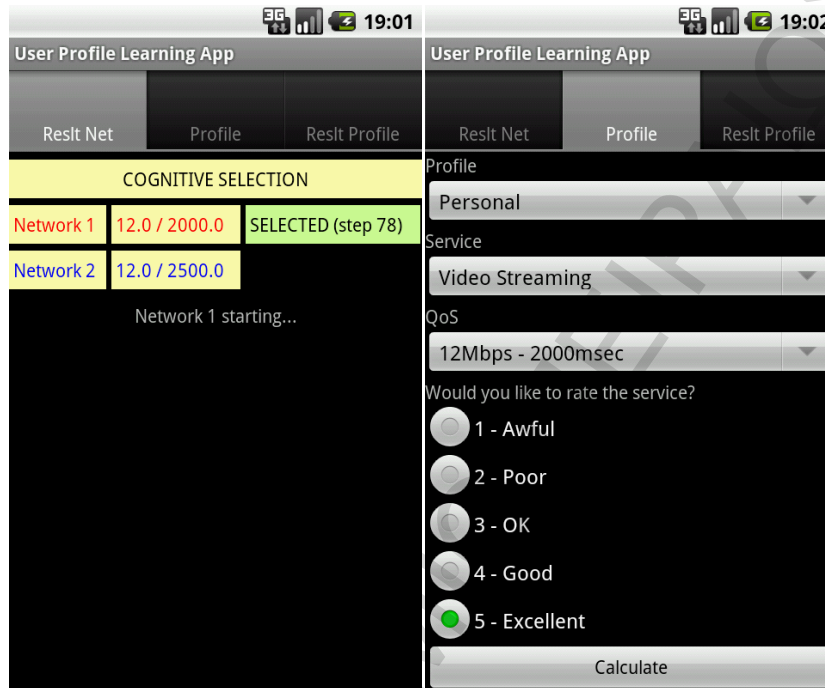 3G 19:01
User Profile Learning App
Reslt Net Profile Reslt Profile
COGNITIVE SELECTION
Network 1 12.0 / 2000.0 SELECTED (step 78)
Network 2 12.0 / 2500.0
Network 1 starting...
3G 19:02
User Profile Learning App
Reslt Net Profile Reslt Profile
Profile
Personal
Service
Video Streaming
QoS
12Mbps - 2000msec
Would you like to rate the service?
1 - Awful
2 - Poor
3 - OK
4 - Good
5 - Excellent
Calculate